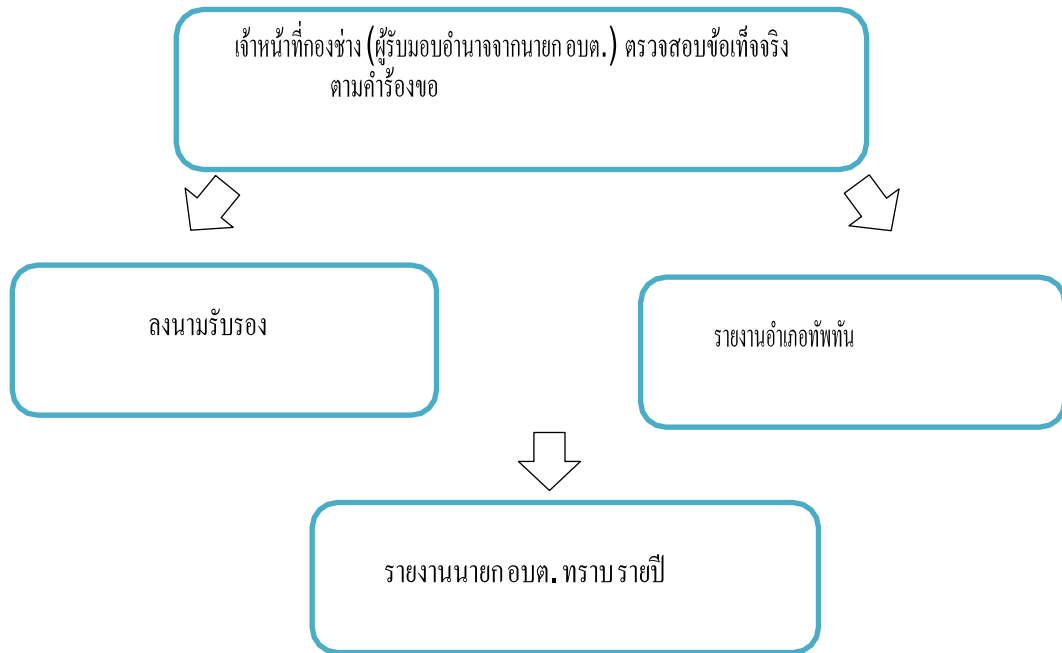 เจ้าหน้าที่กองช่าง (ผู้รับมอบอำนาจจากนายก อบต.) ตรวจสอบข้อเท็จจริง
ตามคำร้องขอ
ลงนามรับรอง
รายงานอำเภอทัพทัน
รายงานนายก อบต. ทราบ รายปี